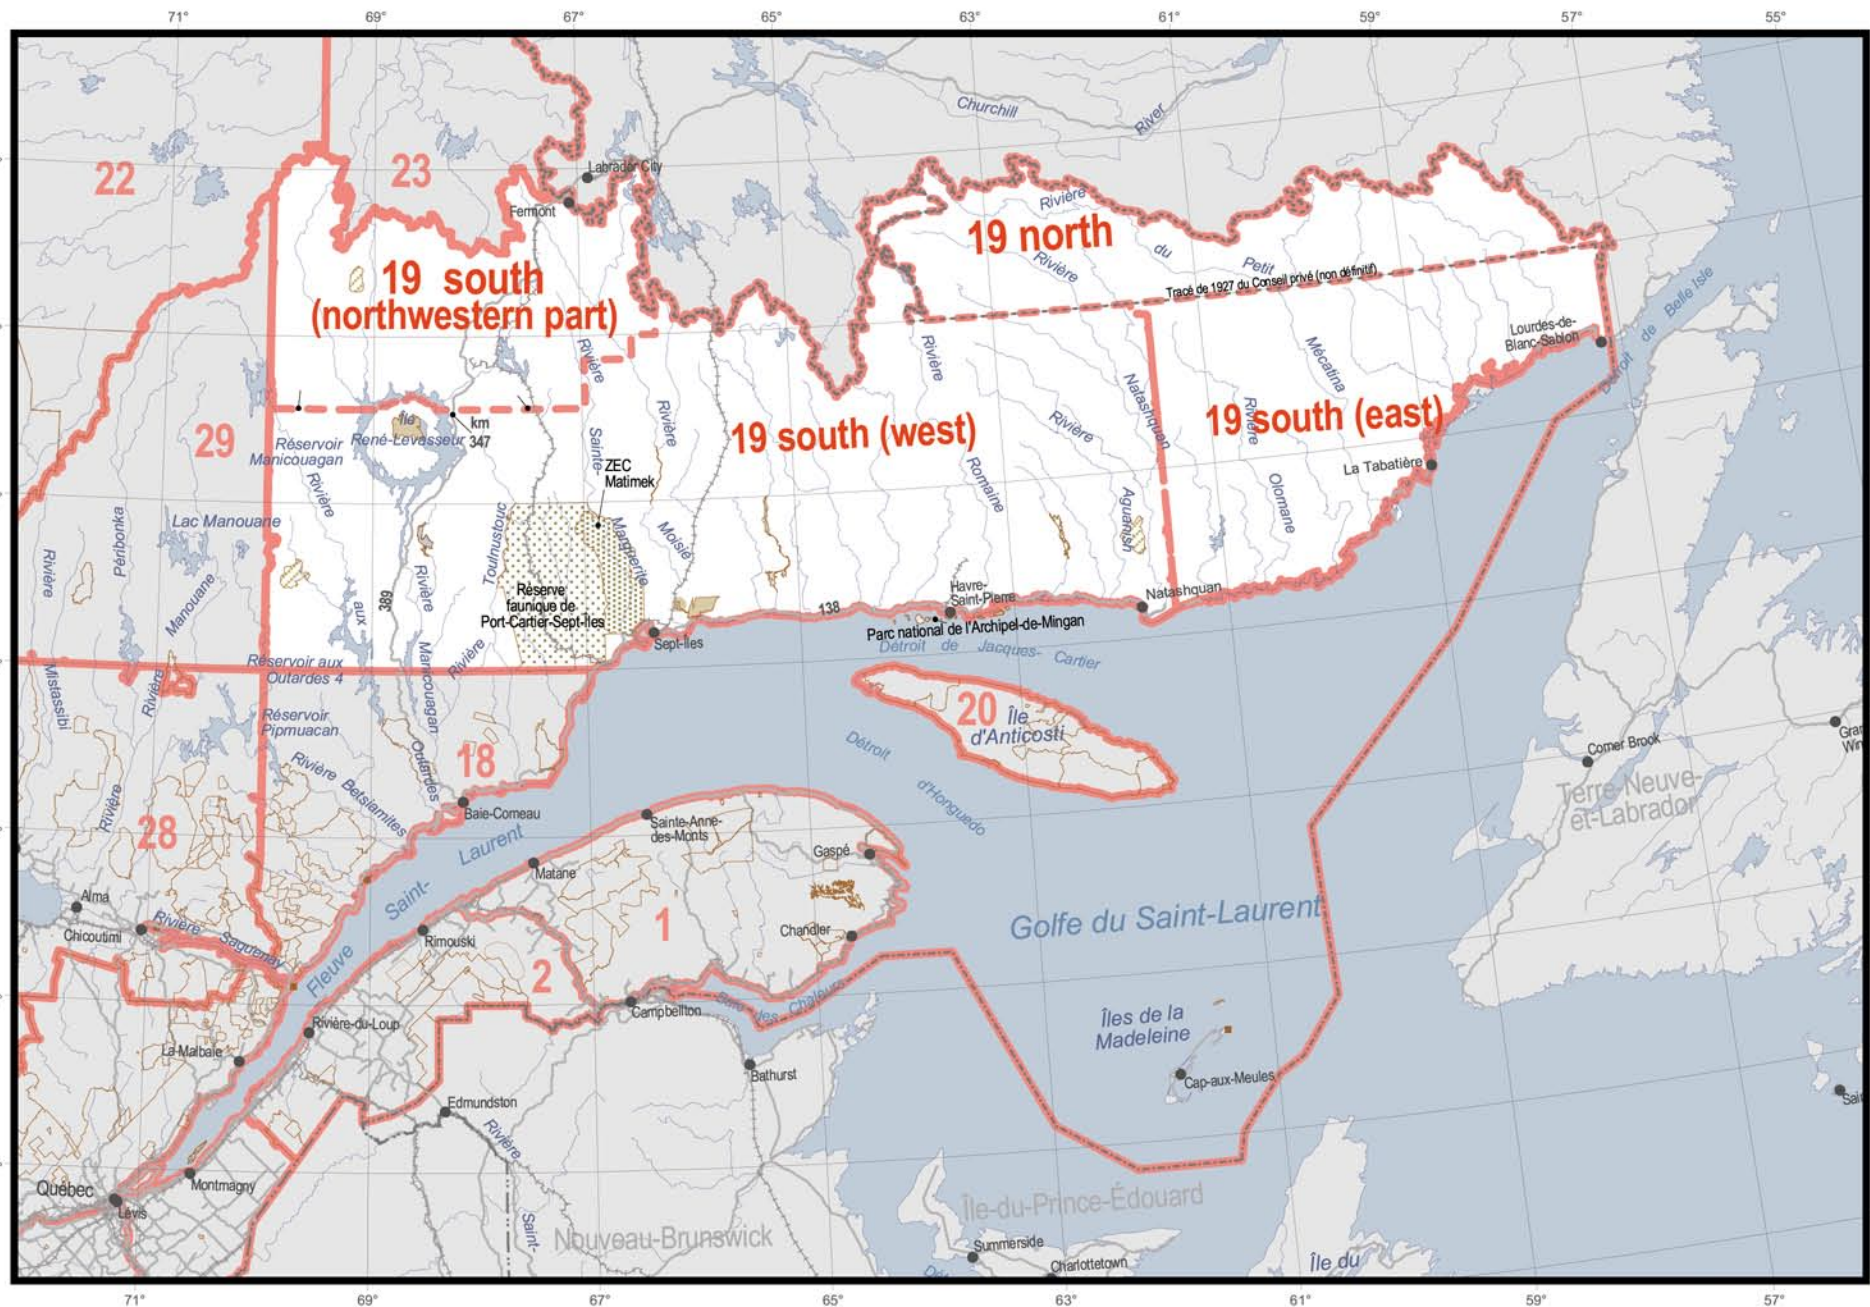 71°
69°
67°
65°
63°
61°
59°
57°
55°
Churchill
River
22
23
Labrador City
Fermont
19 north
Rivière
du
Petit
Rivière
Tracé de 1927 du Conseil privé (non définitif)
19 south
(northwestern part)
Détroit de Belle Isle
Lourdes-de-
Blanc-Sablon
Rivière
Rivière
Mécatina
Natashquan
29
Île
René-Levasseur
km
347
Réservoir
Manicouagan
Rivière
Rivière
Sainte-
Marguerite
19 south (west)
Rivière
19 south (east)
Rivière
La Tabatière
ZEC
Matimek
Romaine
Aguanish
Olomane
Toulnustouc
Moisie
Lac Manouane
Péribonka
Rivière
Manouane
389
Rivière
aux
Réserve
faunique de
Port-Cartier-Sept-Îles
Havre-
Saint-Pierre
Natashquan
138
Parc national de l'Archipel-de-Mingan
Détroit de Jacques- Cartier
Sept-Îles
Réservoir aux
Outardes 4
Manicouagan
Rivière
Mistassibi
Rivière
Réservoir
Pipmuacan
20
Île
d'Anticosti
18
Outardes
Rivière Betsiamites
Détroit
d'Honguedo
Corner Brook
Terre-Neuve-
et-Labrador
Baie-Comeau
Rivière
28
Sainte-Anne-
des-Monts
Gaspé
Matane
Fleuve
Saint-
Laurent
Alma
Chicoutimi
Rivière
Saguenay
Rimouski
1
Chandler
Golfe du Saint-Laurent
2
Campbellton
Baie des Chaleurs
Rivière-du-Loup
La Malbaie
Îles de la
Madeleine
Cap-aux-Meules
Bathurst
Edmundston
Rivière
Saint-
Québec
Lévis
Montmagny
Nouveau-Brunswick
Île-du-Prince-Édouard
Summerside
Charlottetown
Île du
71°
69°
67°
65°
63°
61°
59°
57°